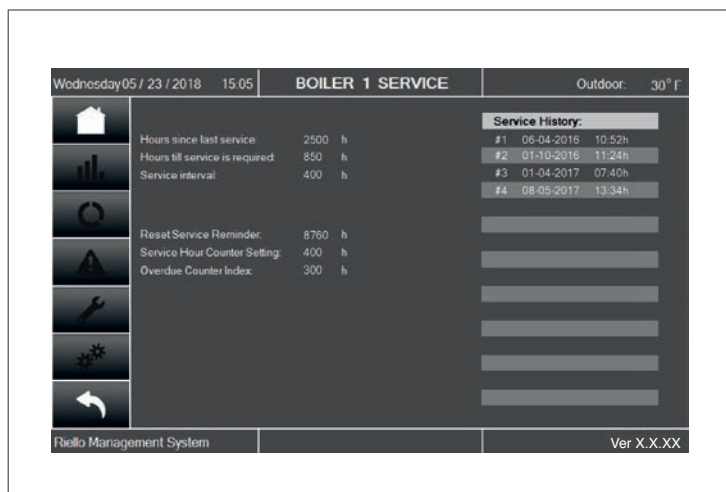 Wednesday 05 / 23 / 2018 15:05
BOILER 1 SERVICE
Outdoor: 30° F
Hours since last service: 2500 h
Hours till service is required: 850 h
Service interval: 400 h
Reset Service Reminder: 8760 h
Service Hour Counter Setting: 400 h
Overdue Counter Index: 300 h
Service History:
#1 06-04-2016 10:52h
#2 01-10-2016 11:24h
#3 01-04-2017 07:40h
#4 08-05-2017 13:34h
Riello Management System
Ver X.X.XX